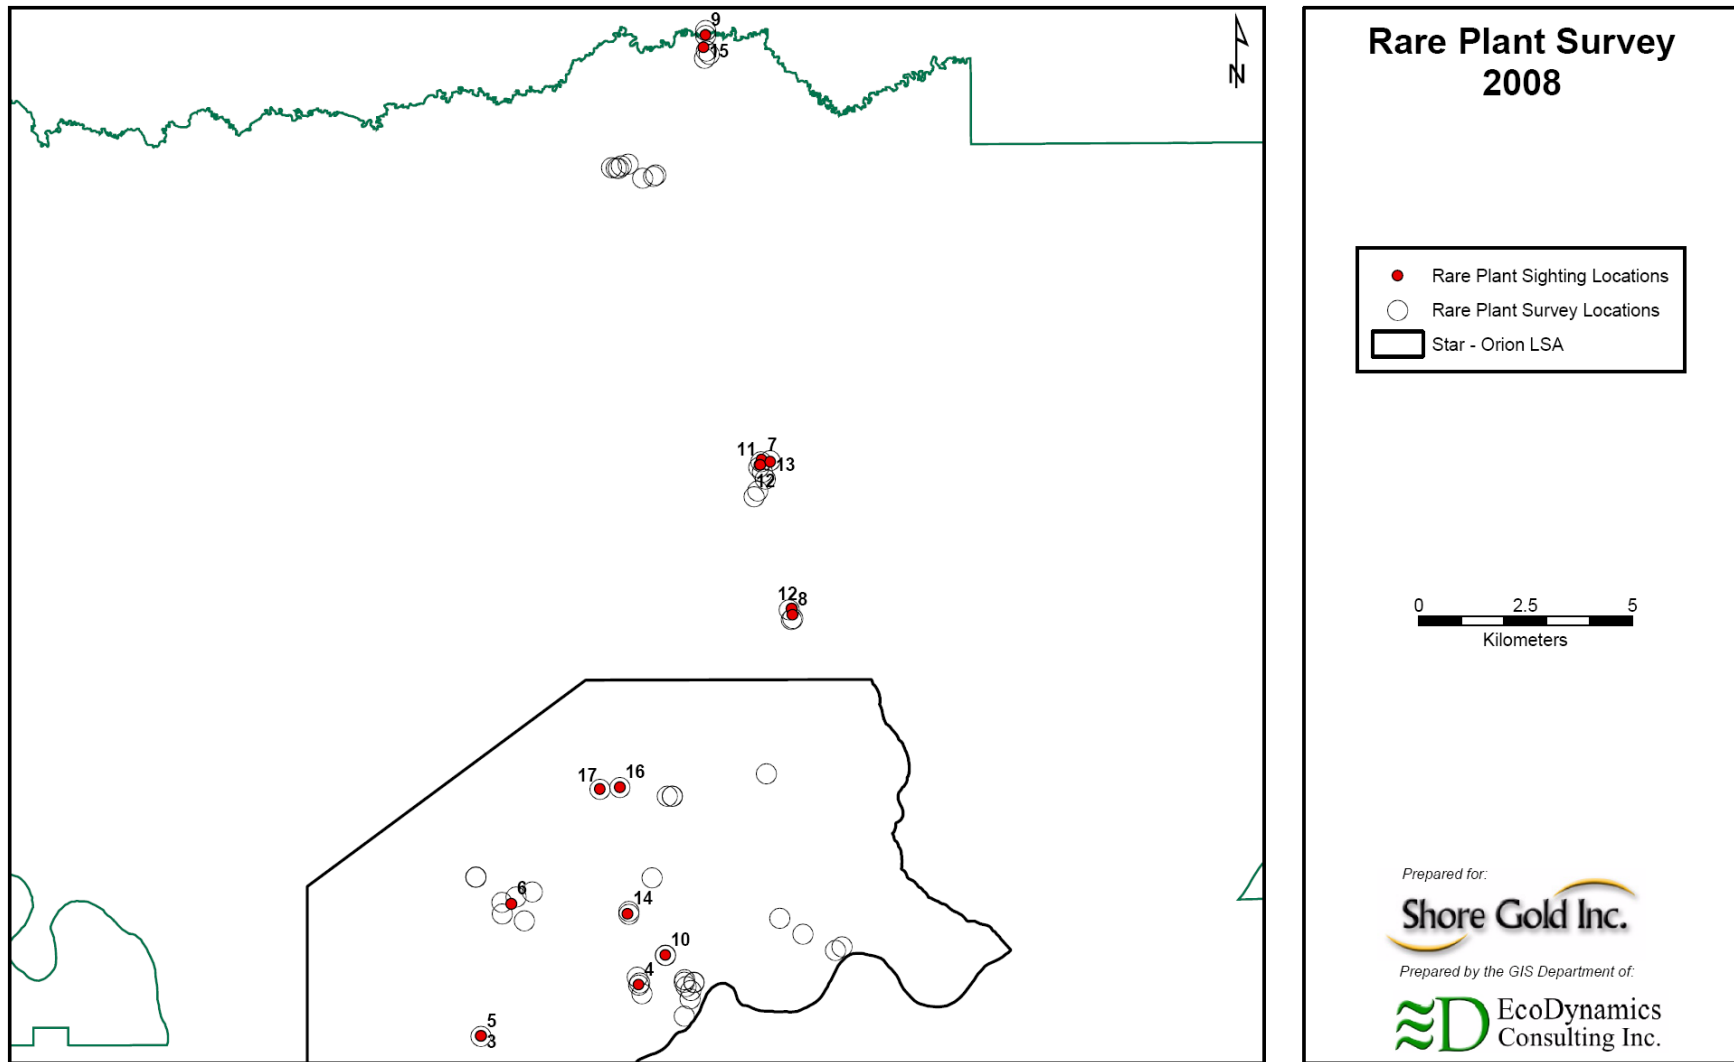 9
15
11
7
13
12
12
8
17
16
6
14
10
4
5
3
N
Rare Plant Survey
2008
Rare Plant Sighting Locations
Rare Plant Survey Locations
Star - Orion LSA
0 2.5 5
Kilometers
Prepared for:
Shore Gold Inc.
Prepared by the GIS Department of:
EcoDynamics
Consulting Inc.